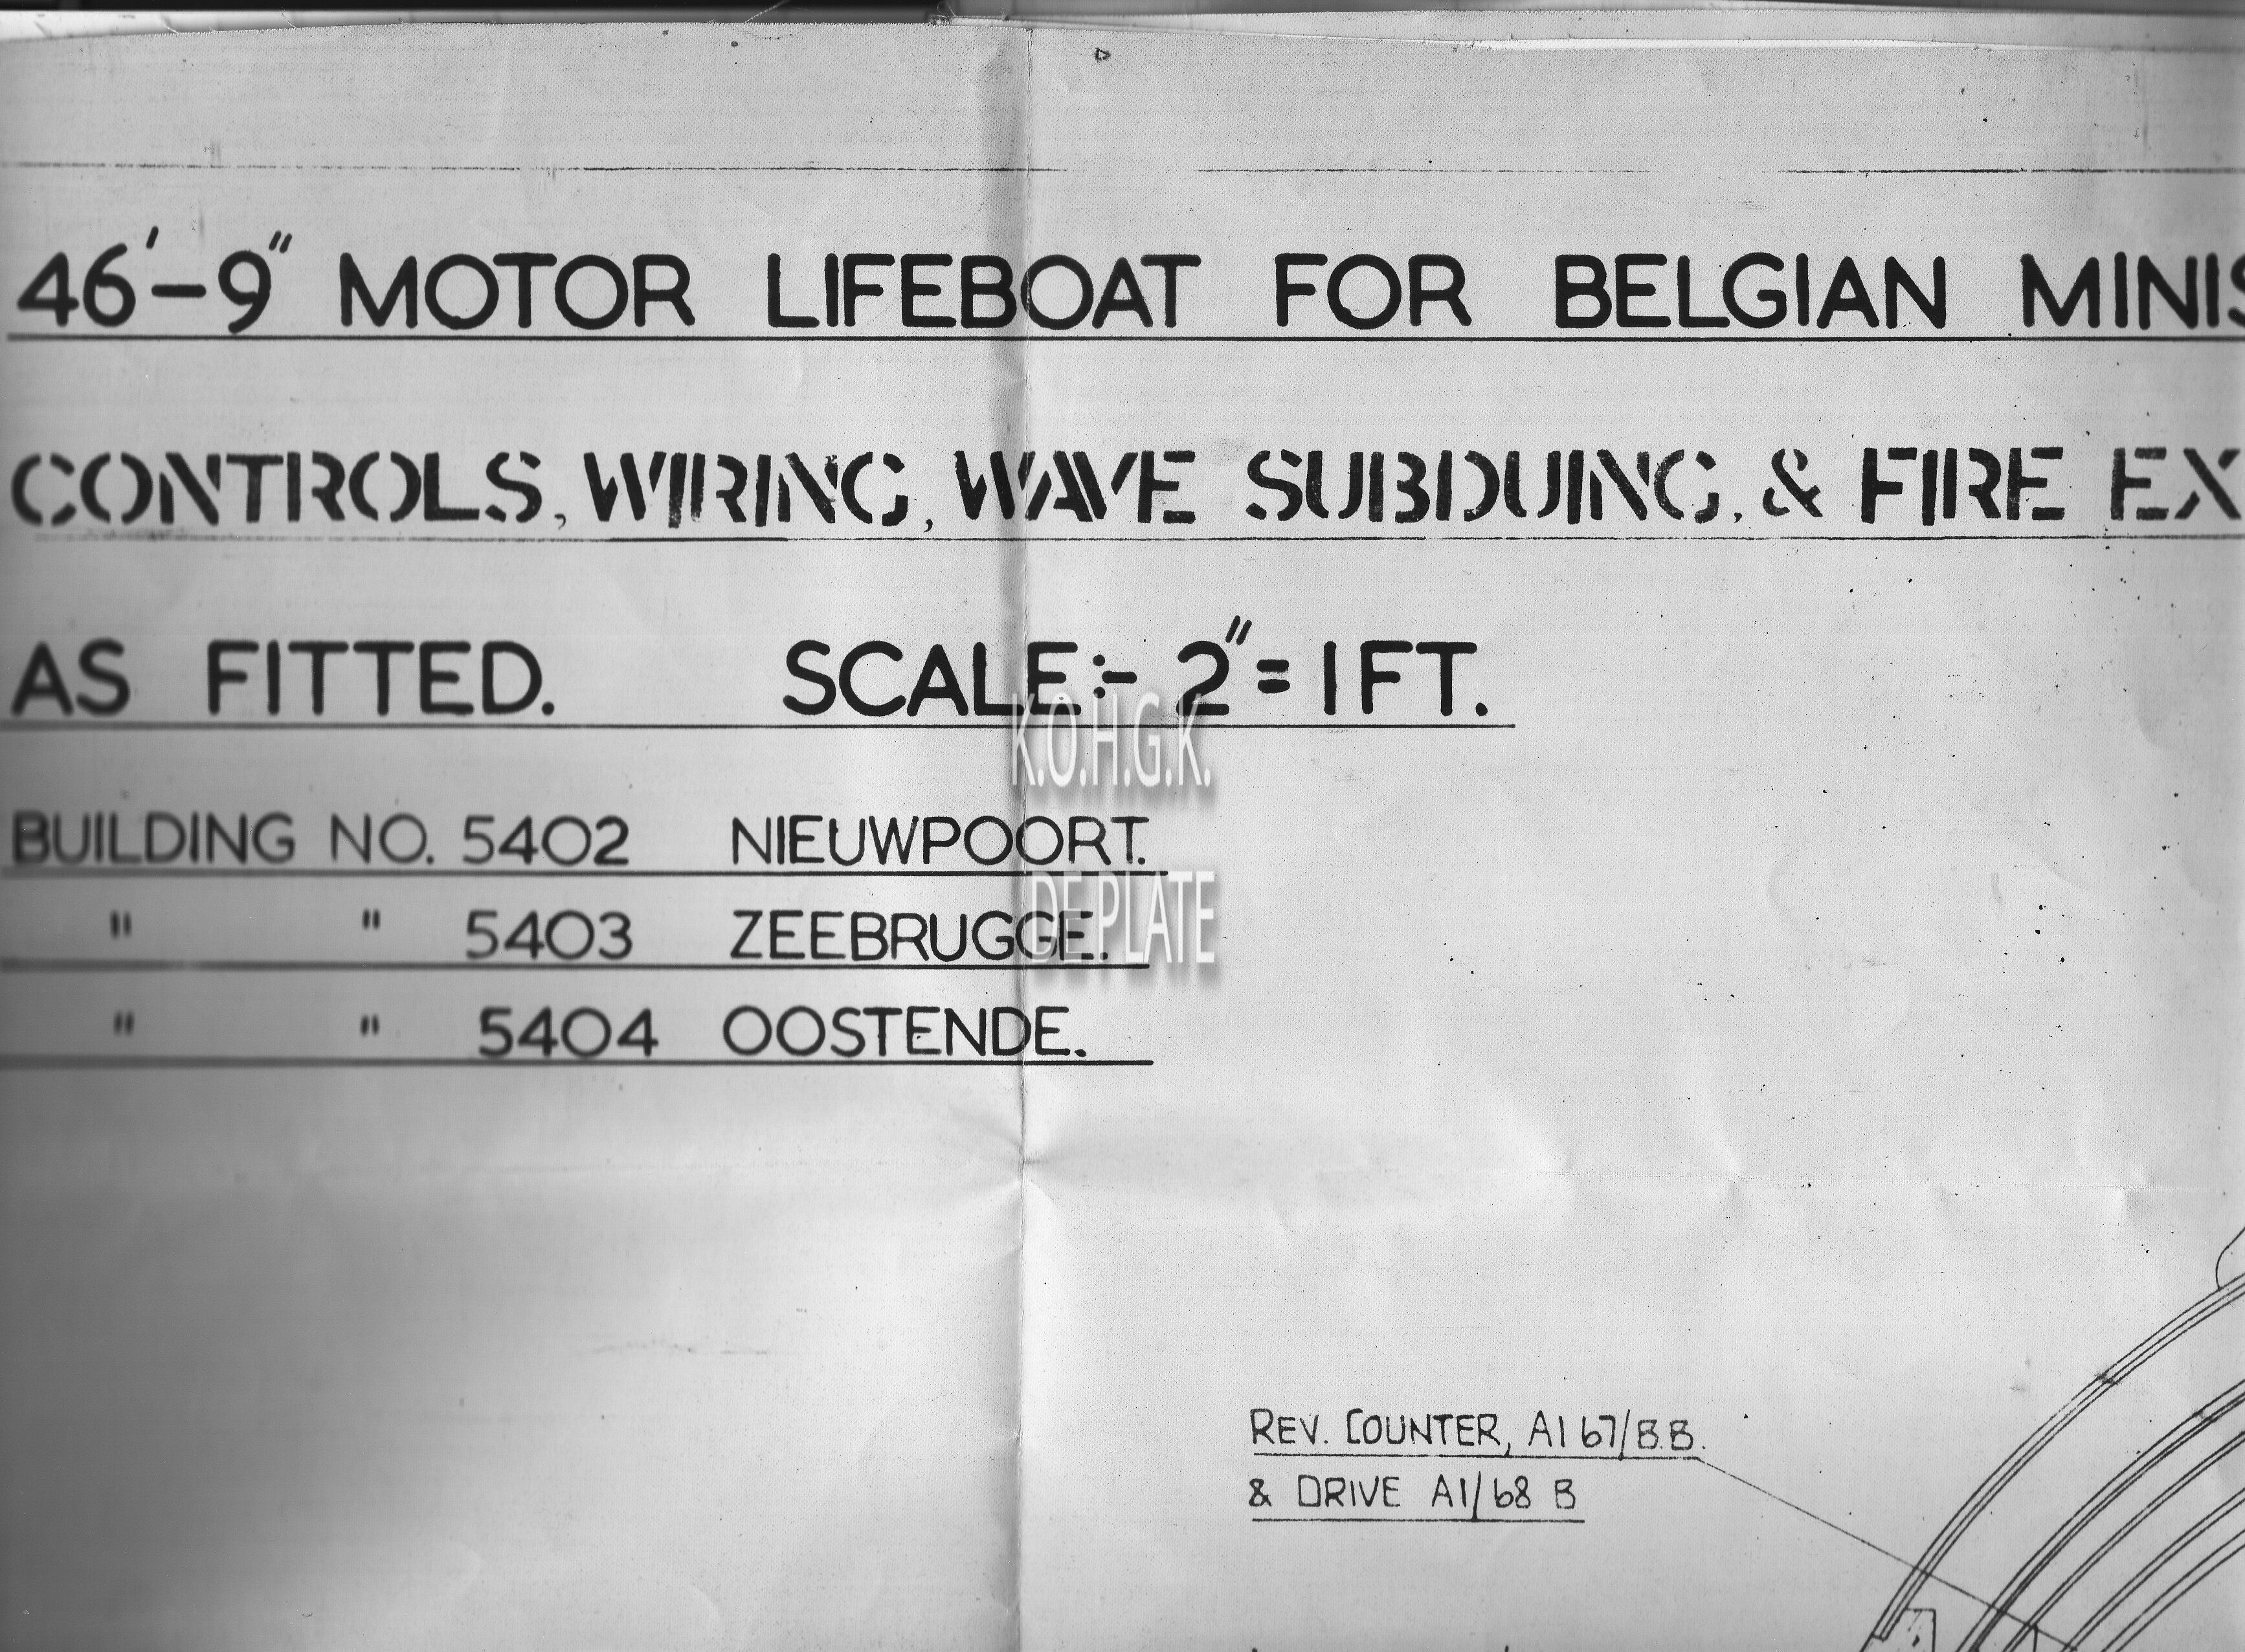 46'-9" MOTOR LIFEBOAT FOR BELGIAN MINIS
CONTROLS, WIRING, WAVE SUBDUING, & FIRE EX
AS FITTED. SCALE:- 2"= 1 FT.
K.O.H.G.K.
BUILDING NO. 5402 NIEUWPOORT.
DE PLATE
" " 5403 ZEEBRUGGE.
" " 5404 OOSTENDE.
REV. COUNTER, A1 67/B.B.
& DRIVE A1/68 B